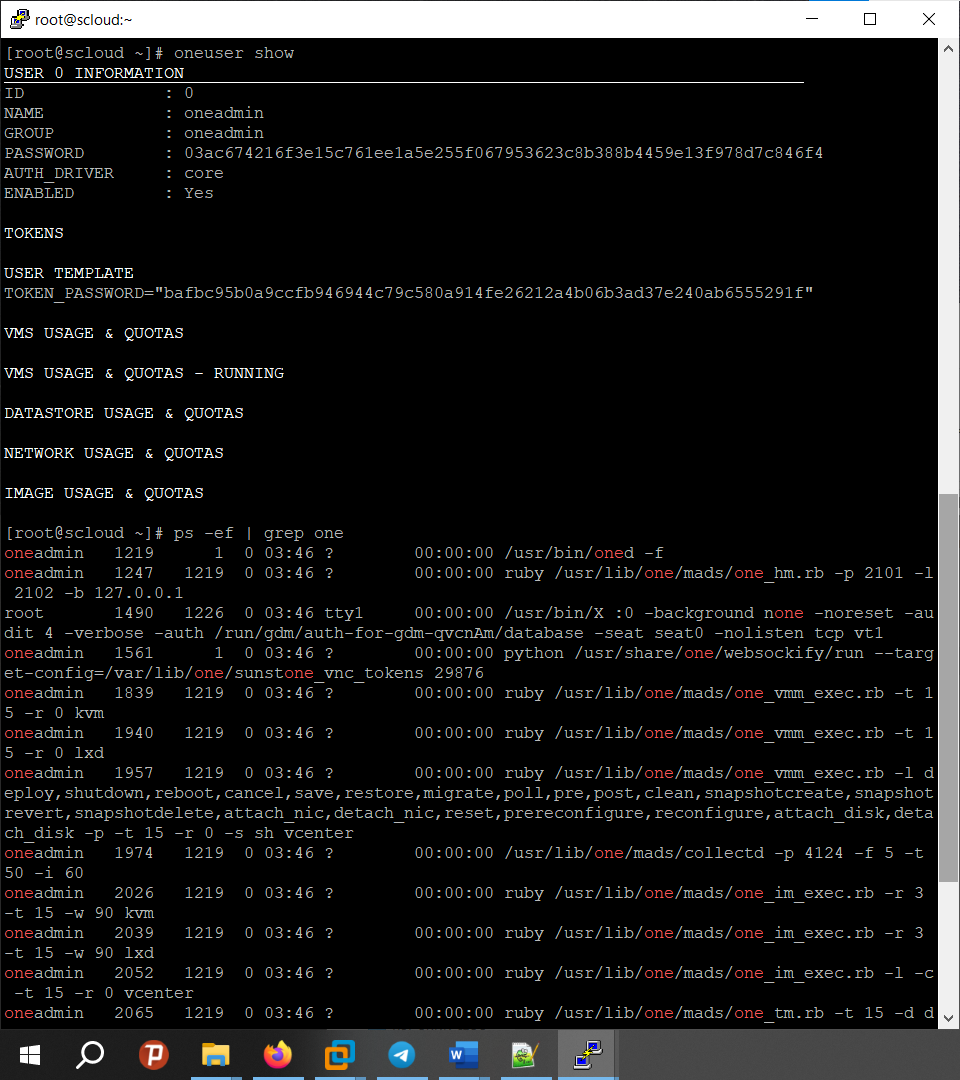 root@scloud:~
[root@scloud ~]# oneuser show
USER 0 INFORMATION
ID              : 0
NAME            : oneadmin
GROUP           : oneadmin
PASSWORD        : 03ac674216f3e15c761ee1a5e255f067953623c8b388b4459e13f978d7c846f4
AUTH_DRIVER     : core
ENABLED         : Yes
TOKENS
USER TEMPLATE
TOKEN_PASSWORD="bafbc95b0a9ccfb946944c79c580a914fe26212a4b06b3ad37e240ab6555291f"
VMS USAGE & QUOTAS
VMS USAGE & QUOTAS - RUNNING
DATASTORE USAGE & QUOTAS
NETWORK USAGE & QUOTAS
IMAGE USAGE & QUOTAS
[root@scloud ~]# ps -ef | grep one
oneadmin   1219      1  0 03:46 ?        00:00:00 /usr/bin/oned -f
oneadmin   1247   1219  0 03:46 ?        00:00:00 ruby /usr/lib/one/mads/one_hm.rb -p 2101 -l
 2102 -b 127.0.0.1
root       1490   1226  0 03:46 tty1     00:00:00 /usr/bin/X :0 -background none -noreset -au
dit 4 -verbose -auth /run/gdm/auth-for-gdm-qvcnAm/database -seat seat0 -nolisten tcp vt1
oneadmin   1561      1  0 03:46 ?        00:00:00 python /usr/share/one/websockify/run --targ
et-config=/var/lib/one/sunstone_vnc_tokens 29876
oneadmin   1839   1219  0 03:46 ?        00:00:00 ruby /usr/lib/one/mads/one_vmm_exec.rb -t 1
5 -r 0 kvm
oneadmin   1940   1219  0 03:46 ?        00:00:00 ruby /usr/lib/one/mads/one_vmm_exec.rb -t 1
5 -r 0 lxd
oneadmin   1957   1219  0 03:46 ?        00:00:00 ruby /usr/lib/one/mads/one_vmm_exec.rb -l d
eploy,shutdown,reboot,cancel,save,restore,migrate,poll,pre,post,clean,snapshotcreate,snapshot
revert,snapshotdelete,attach_nic,detach_nic,reset,prereconfigure,reconfigure,attach_disk,deta
ch_disk -p -t 15 -r 0 -s sh vcenter
oneadmin   1974   1219  0 03:46 ?        00:00:00 /usr/lib/one/mads/collectd -p 4124 -f 5 -t
50 -i 60
oneadmin   2026   1219  0 03:46 ?        00:00:00 ruby /usr/lib/one/mads/one_im_exec.rb -r 3
-t 15 -w 90 kvm
oneadmin   2039   1219  0 03:46 ?        00:00:00 ruby /usr/lib/one/mads/one_im_exec.rb -r 3
-t 15 -w 90 lxd
oneadmin   2052   1219  0 03:46 ?        00:00:00 ruby /usr/lib/one/mads/one_im_exec.rb -l -c
 -t 15 -r 0 vcenter
oneadmin   2065   1219  0 03:46 ?        00:00:00 ruby /usr/lib/one/mads/one_tm.rb -t 15 -d d